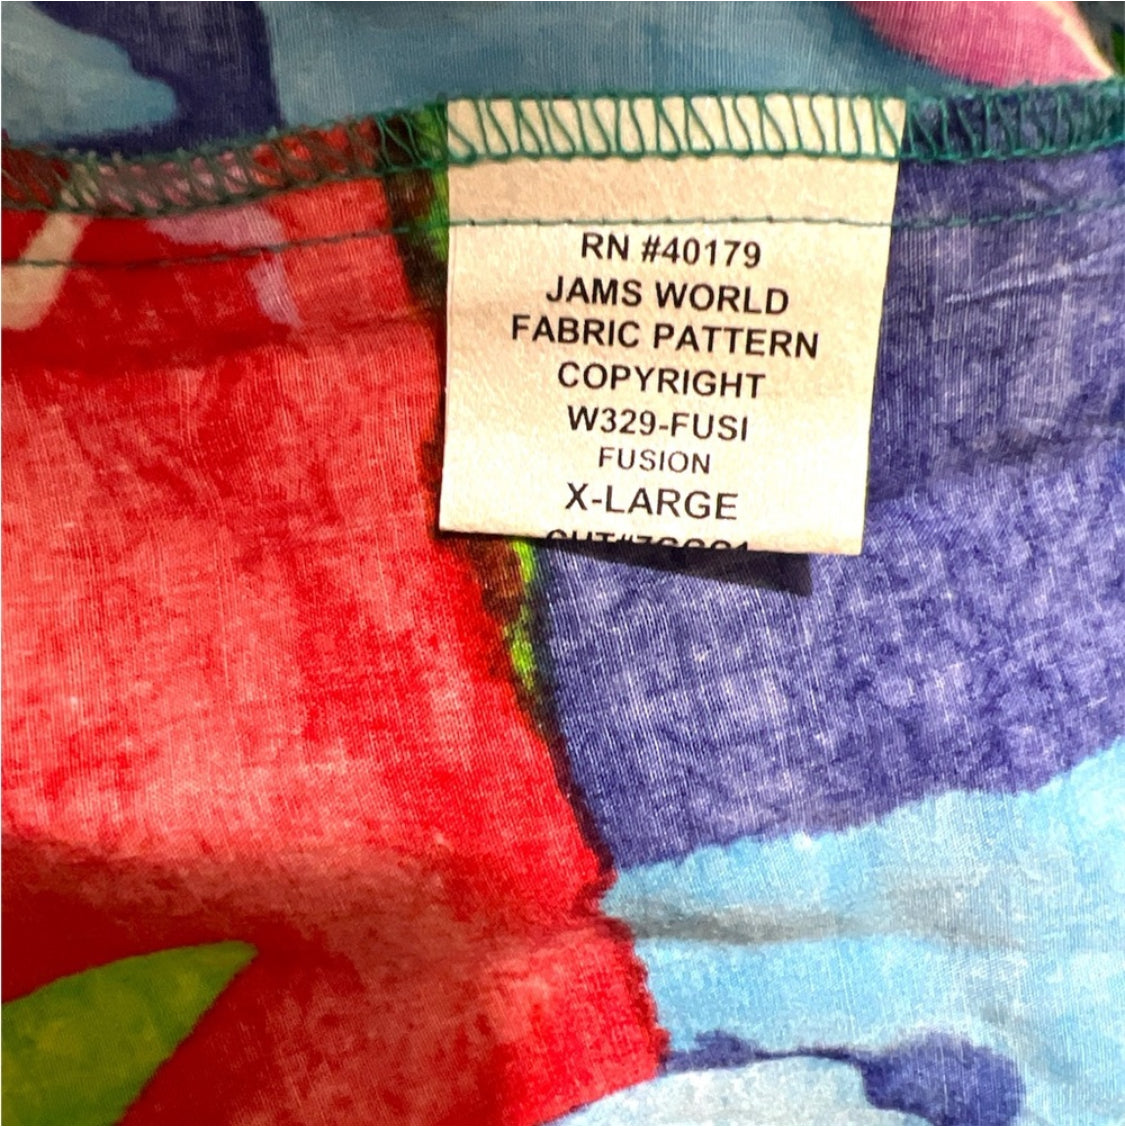 RN #40179
JAMS WORLD
FABRIC PATTERN
COPYRIGHT
W329-FUSI
FUSION
X-LARGE